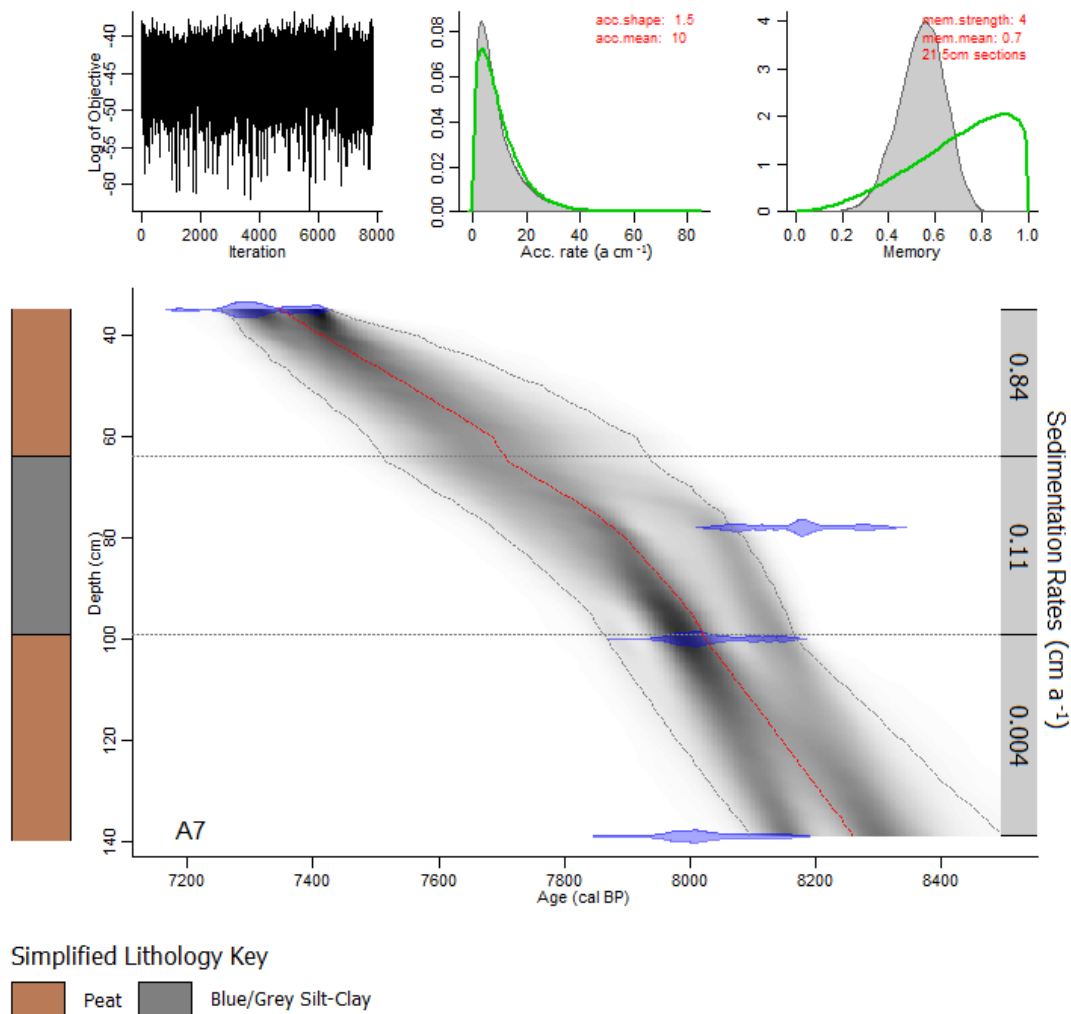 Log of Objective
-40
-45
-50
-55
-60
0 2000 4000 6000 8000
Iteration
acc.shape: 1.5
acc.mean: 10
0.08
0.06
0.04
0.02
0.00
0 20 40 60 80
Acc. rate (a cm⁻¹)
mem.strength: 4
mem.mean: 0.7
21 5cm sections
4
3
2
1
0
0.0 0.2 0.4 0.6 0.8 1.0
Memory
Depth (cm)
40
60
80
100
120
140
A7
7200 7400 7600 7800 8000 8200 8400
Age (cal BP)
0.84
0.11
0.004
Sedimentation Rates (cm a⁻¹)
Simplified Lithology Key
Peat Blue/Grey Silt-Clay